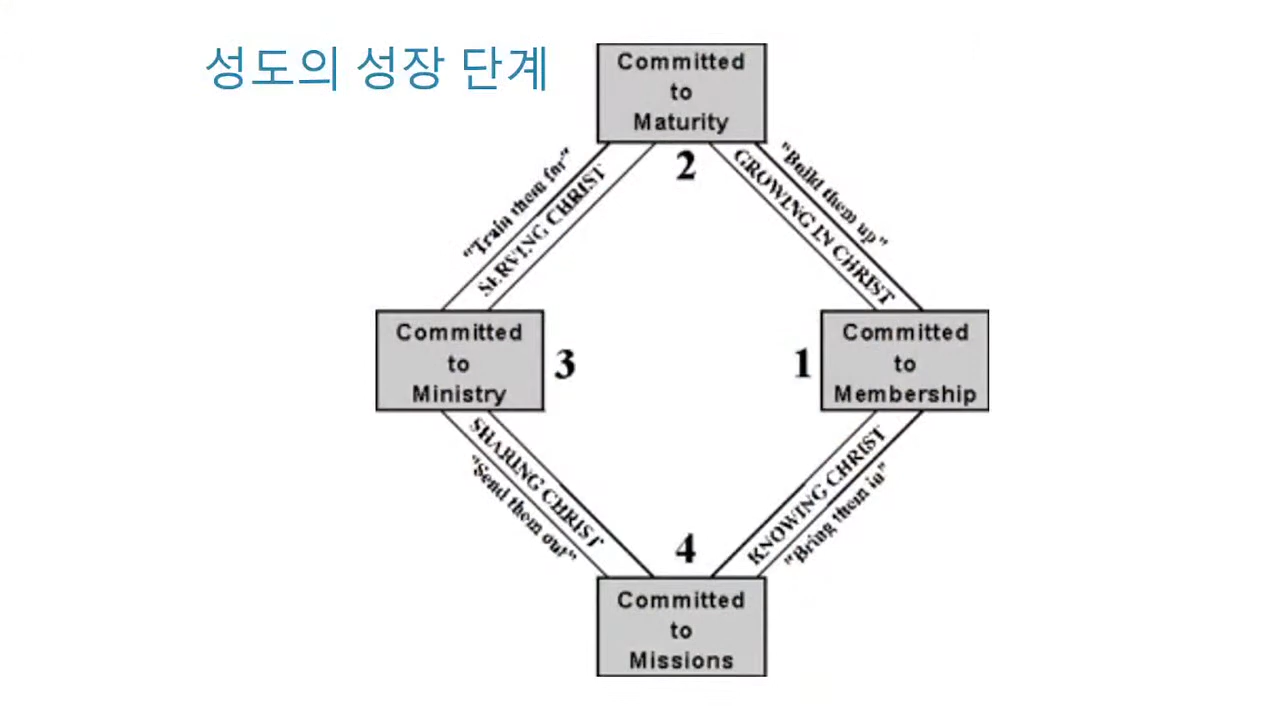 성도의 성장 단계
Committed
to
Maturity
2
"Train them for"
SERVING CHRIST
GROWING IN CHRIST
"Build them up"
Committed
to
Ministry
3
1
Committed
to
Membership
SHARING CHRIST
"Send them out"
KNOWING CHRIST
"Bring them in"
4
Committed
to
Missions